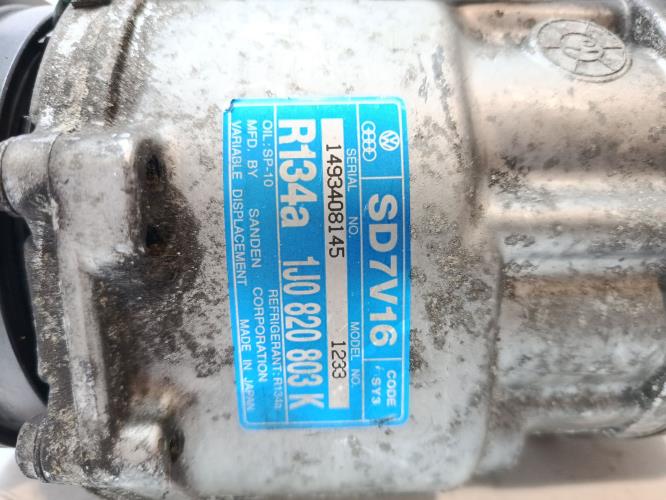 SD7V16
CODE
SY3
SERIAL NO.
MODEL NO.
1493408145
1233
R134a
1J0 820 803 K
REFRIGERANT:R134a
OIL:SP-10
MFD. BY SANDEN CORPORATION
VARIABLE DISPLACEMENT
MADE IN JAPAN